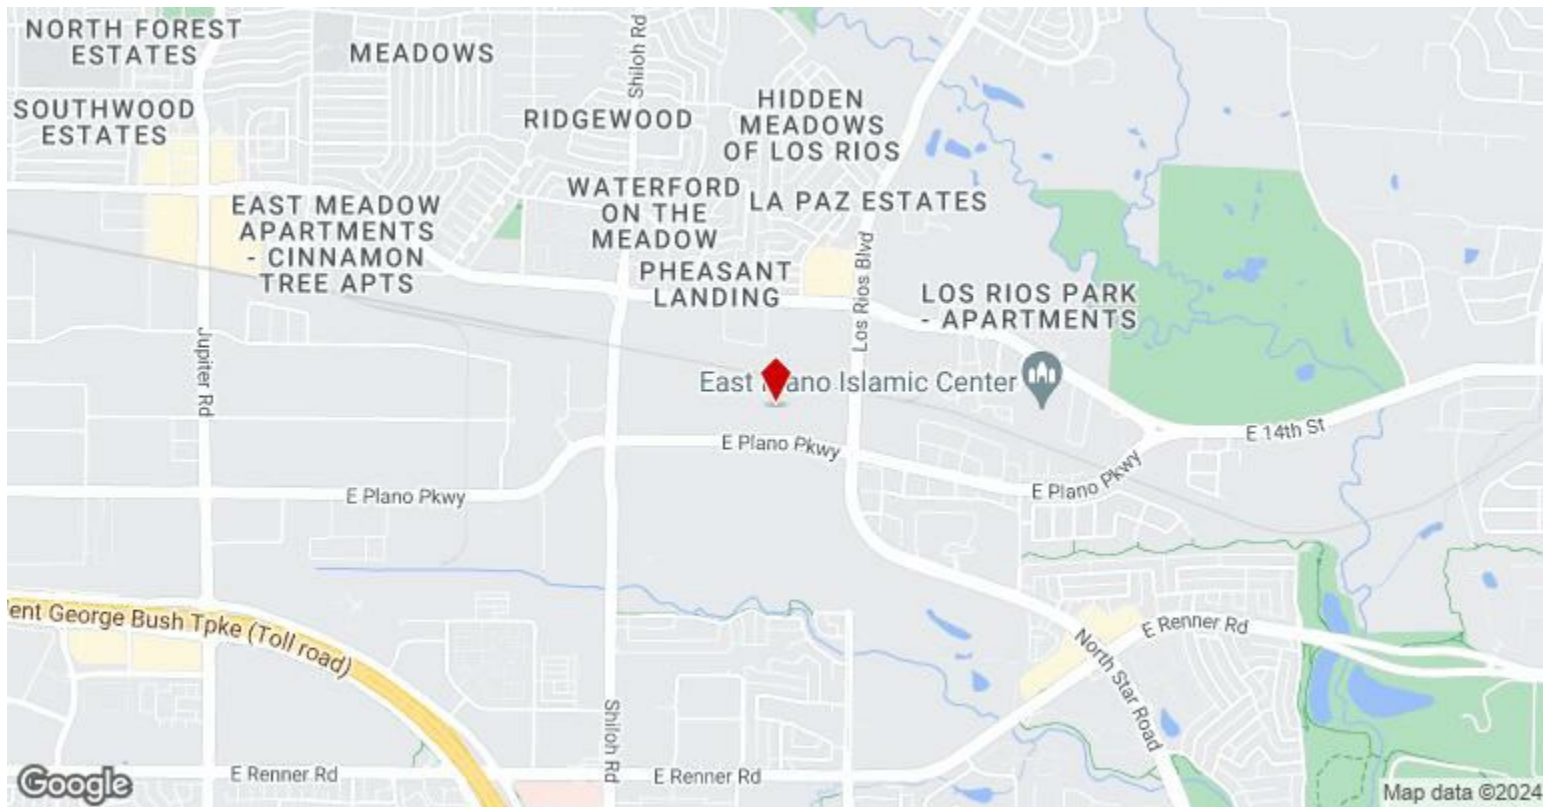 NORTH FOREST
ESTATES
MEADOWS
Shiloh Rd
SOUTHWOOD
ESTATES
RIDGEWOOD
HIDDEN
MEADOWS
OF LOS RIOS
WATERFORD
ON THE
MEADOW
LA PAZ ESTATES
EAST MEADOW
APARTMENTS
- CINNAMON
TREE APTS
PHEASANT
LANDING
Los Rios Blvd
LOS RIOS PARK
- APARTMENTS
Jupiter Rd
East ano Islamic Center
E Plano Pkwy
E 14th St
E Plano Pkwy
E Plano Pkwy
ent George Bush Tpke (Toll road)
E Renner Rd
North Star Road
Shiloh Rd
E Renner Rd
E Renner Rd
Google
Map data ©2024